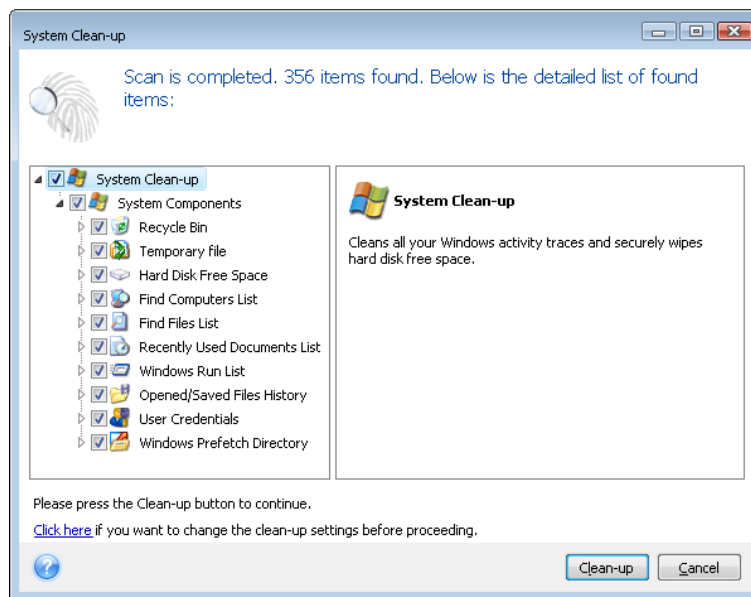 System Clean-up
Scan is completed. 356 items found. Below is the detailed list of found
items:
System Clean-up
System Components
Recycle Bin
Temporary file
Hard Disk Free Space
Find Computers List
Find Files List
Recently Used Documents List
Windows Run List
Opened/Saved Files History
User Credentials
Windows Prefetch Directory
System Clean-up
Cleans all your Windows activity traces and securely wipes
hard disk free space.
Please press the Clean-up button to continue.
Click here if you want to change the clean-up settings before proceeding.
?
Clean-up
Cancel